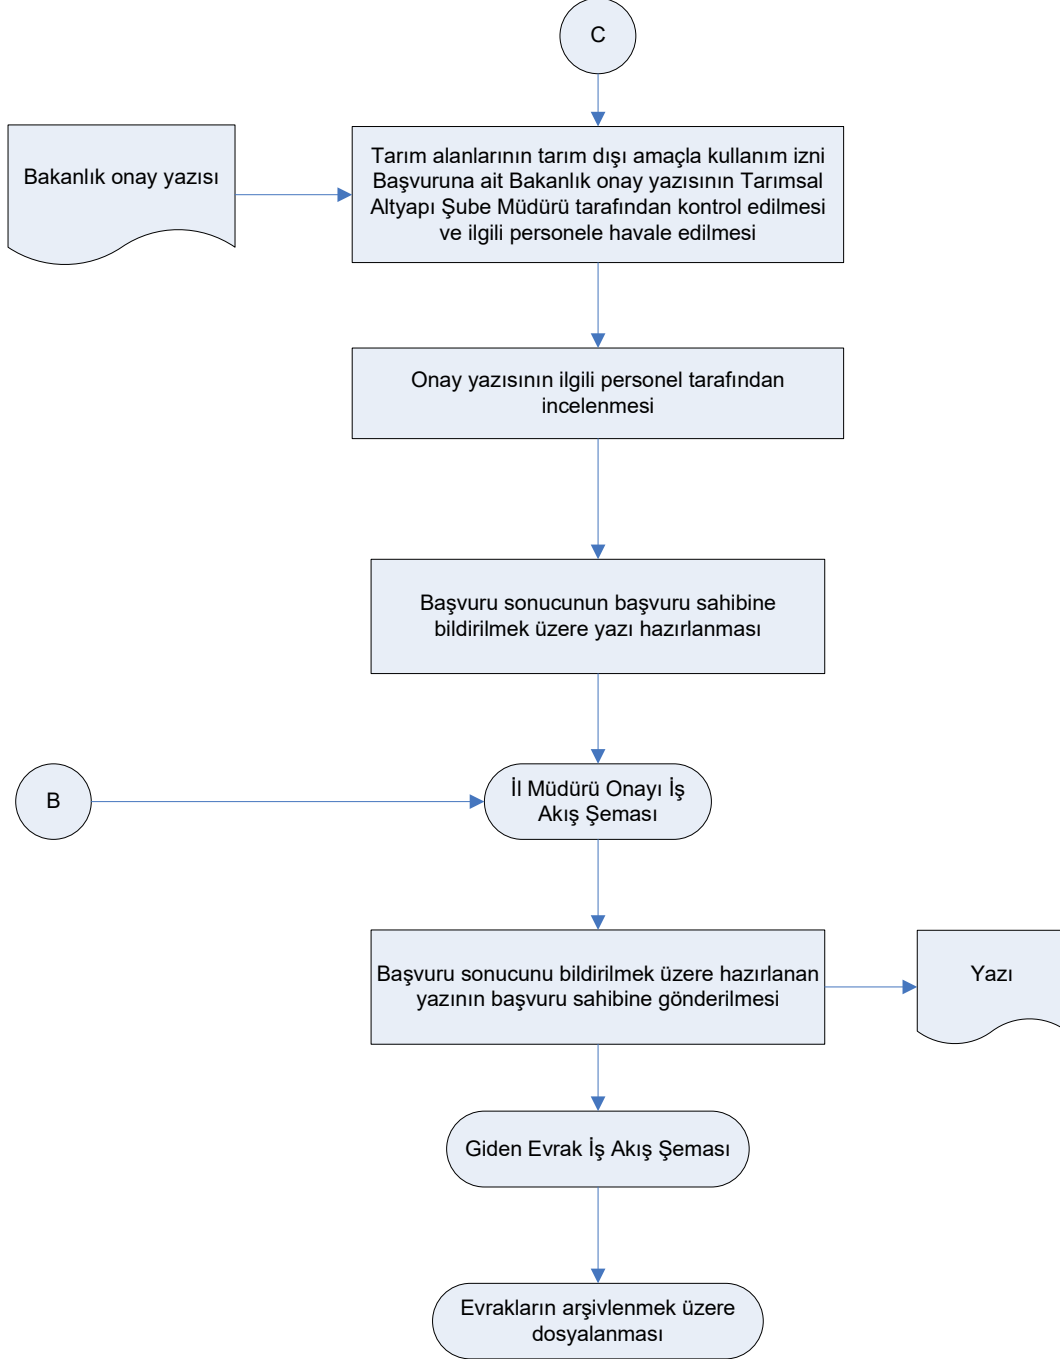 C
Bakanlık onay yazısı
Tarım alanlarının tarım dışı amaçla kullanım izni
Başvuruna ait Bakanlık onay yazısının Tarımsal
Altyapı Şube Müdürü tarafından kontrol edilmesi
ve ilgili personele havale edilmesi
Onay yazısının ilgili personel tarafından
incelenmesi
Başvuru sonucunun başvuru sahibine
bildirilmek üzere yazı hazırlanması
B
İl Müdürü Onayı İş
Akış Şeması
Başvuru sonucunu bildirilmek üzere hazırlanan
yazının başvuru sahibine gönderilmesi
Yazı
Giden Evrak İş Akış Şeması
Evrakların arşivlenmek üzere
dosyalanması